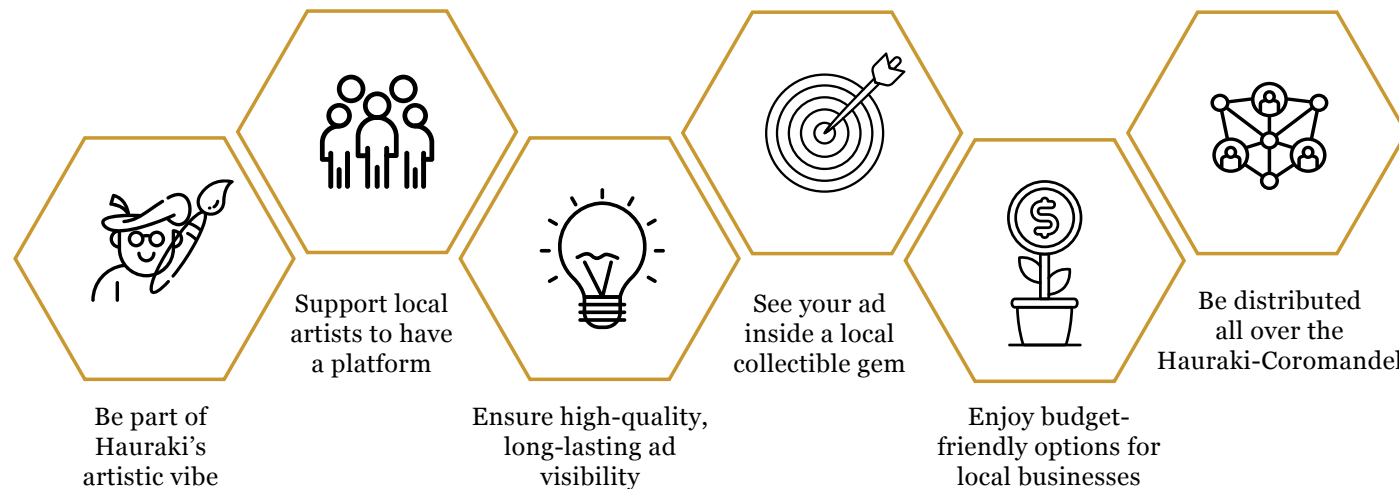 Be part of
Hauraki’s
artistic vibe
Support local
artists to have
a platform
Ensure high-quality,
long-lasting ad
visibility
See your ad
inside a local
collectible gem
$
Enjoy budget-
friendly options for
local businesses
Be distributed
all over the
Hauraki-Coromandel